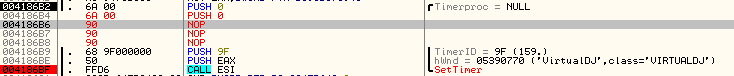 004186B2 . 6A 00 PUSH 0 Timerproc = NULL
004186B4 6A 00 PUSH 0
004186B6 90 NOP
004186B7 90 NOP
004186B8 90 NOP
004186B9 . 68 9F000000 PUSH 9F TimerID = 9F (159.)
004186BE . 50 PUSH EAX hWnd = 05390770 ("VirtualDJ",class="VIRTUALDJ")
004186BF . FFD6 CALL ESI SetTimer